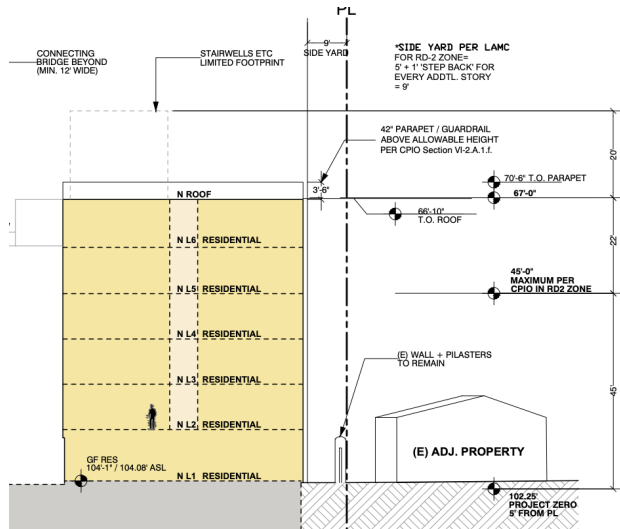 PL
9'
SIDE YARD
*SIDE YARD PER LAMC
FOR RD-2 ZONE=
5' + 1' 'STEP BACK' FOR
EVERY ADDTL. STORY
= 9'
CONNECTING
BRIDGE BEYOND
(MIN. 12' WIDE)
STAIRWELLS ETC
LIMITED FOOTPRINT
42" PARAPET / GUARDRAIL
ABOVE ALLOWABLE HEIGHT
PER CPIO Section VI-2.A.1.f.
20'
3'-6"
70'-6" T.O. PARAPET
67'-0"
N ROOF
66'-10"
T.O. ROOF
22'
N L6 RESIDENTIAL
45'-0"
MAXIMUM PER
CPIO IN RD2 ZONE
N L5 RESIDENTIAL
N L4 RESIDENTIAL
(E) WALL + PILASTERS
TO REMAIN
N L3 RESIDENTIAL
45'
N L2 RESIDENTIAL
(E) ADJ. PROPERTY
GF RES
104'-1" / 104.08' ASL
N L1 RESIDENTIAL
102.25'
PROJECT ZERO
5' FROM PL